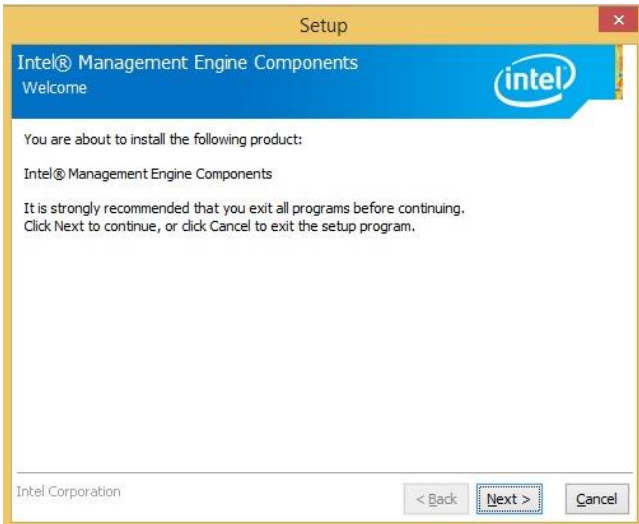 Setup
Intel® Management Engine Components
Welcome
intel
You are about to install the following product:
Intel® Management Engine Components
It is strongly recommended that you exit all programs before continuing.
Click Next to continue, or click Cancel to exit the setup program.
Intel Corporation
< Back Next > Cancel